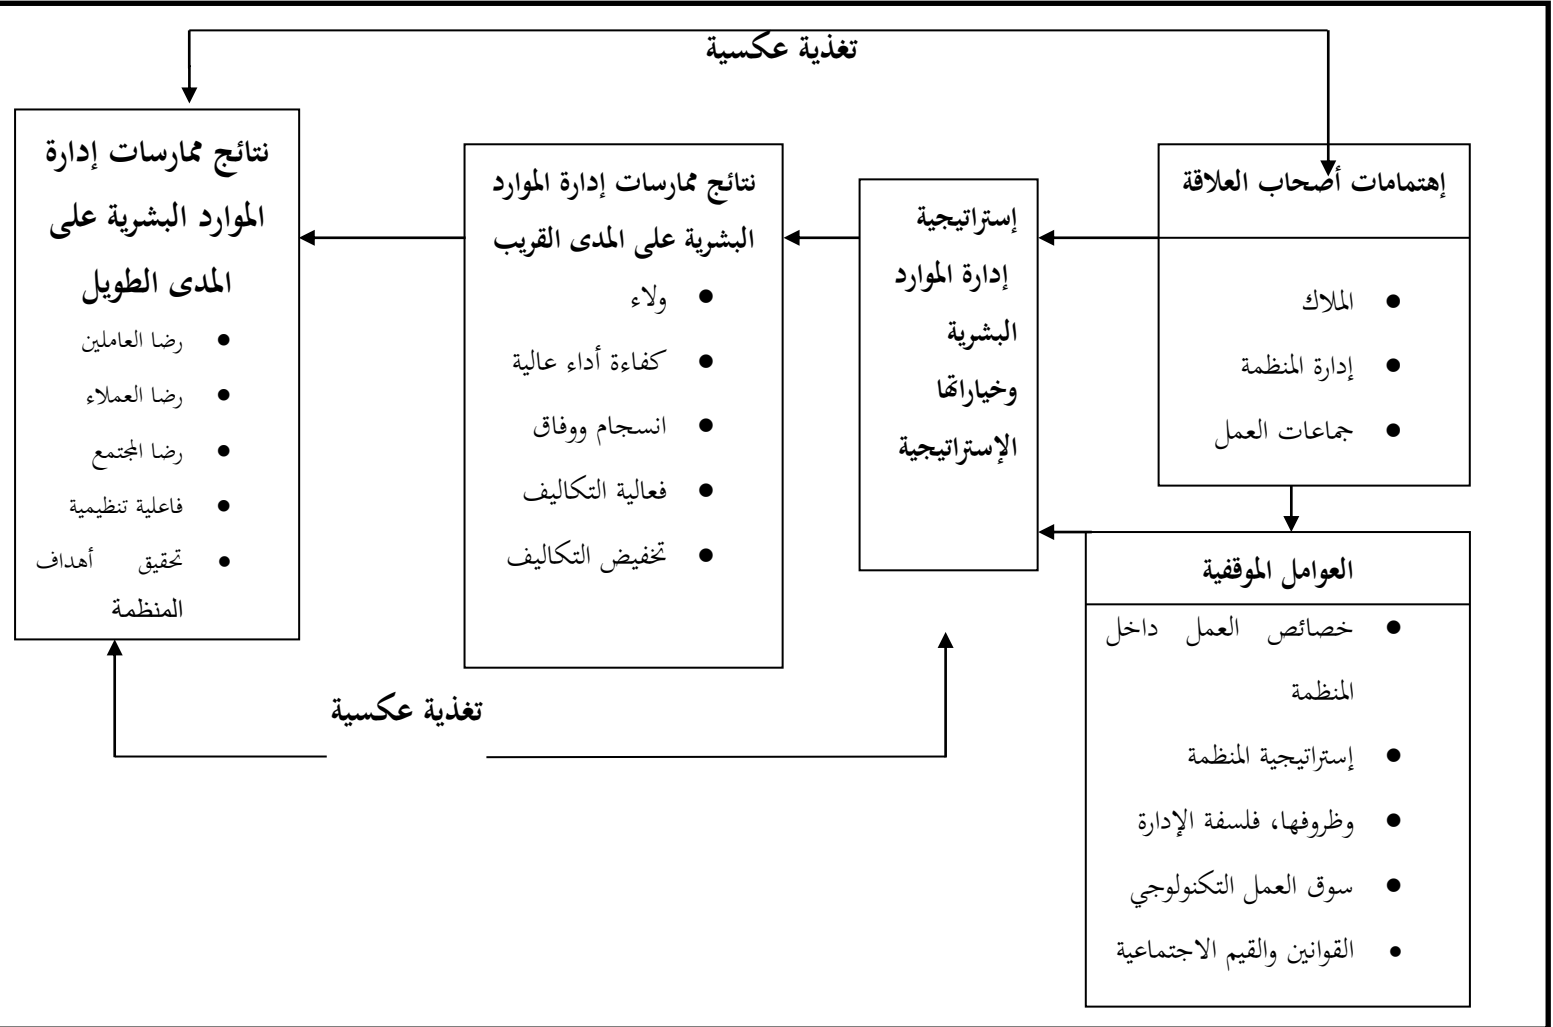 تغذية عكسية
إهتمامات أصحاب العلاقة
• الملاك
• إدارة المنظمة
• جماعات العمل
العوامل الموقفية
• خصائص العمل داخل
المنظمة
• إستراتيجية المنظمة
• وظروفها، فلسفة الإدارة
• سوق العمل التكنولوجي
• القوانين والقيم الاجتماعية
إستراتيجية
إدارة الموارد
البشرية
وخياراتها
الإستراتيجية
نتائج ممارسات إدارة الموارد
البشرية على المدى القريب
• ولاء
• كفاءة أداء عالية
• انسجام ووفاق
• فعالية التكاليف
• تخفيض التكاليف
نتائج ممارسات إدارة
الموارد البشرية على
المدى الطويل
• رضا العاملين
• رضا العملاء
• رضا المجتمع
• فاعلية تنظيمية
• تحقيق أهداف
المنظمة
تغذية عكسية